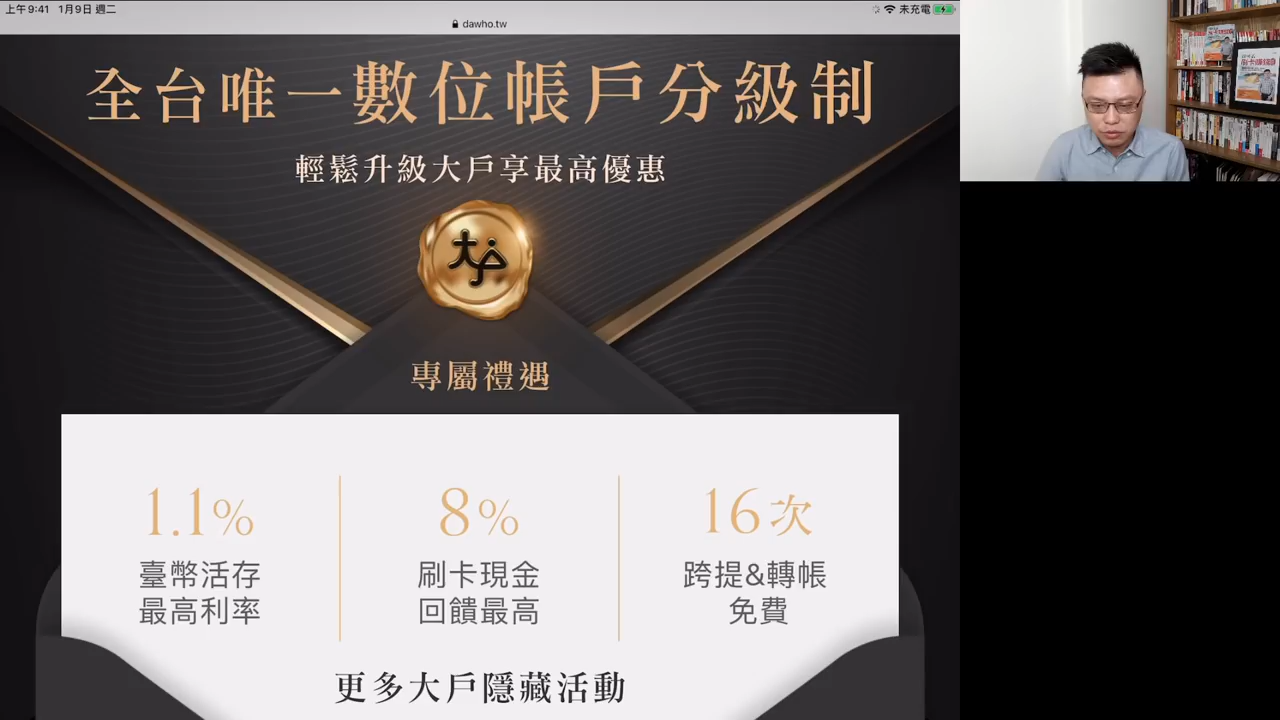 上午9:41 1月9日 週二
未充電
dawho.tw
全台唯一數位帳戶分級制
輕鬆升級大戶享最高優惠
大戶
專屬禮遇
1.1%
臺幣活存
最高利率
8%
刷卡現金
回饋最高
16次
跨提&轉帳
免費
更多大戶隱藏活動